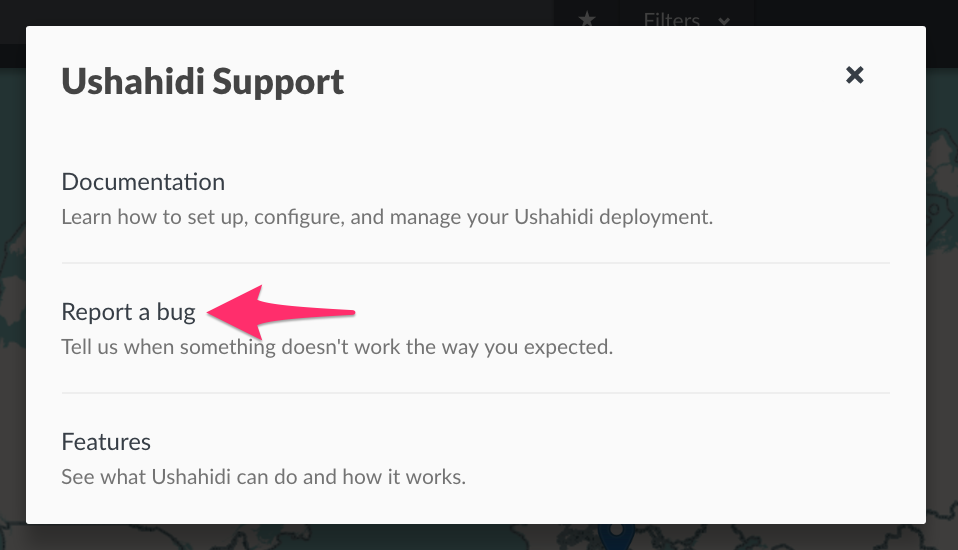 Filters
Ushahidi Support
Documentation
Learn how to set up, configure, and manage your Ushahidi deployment.
Report a bug
Tell us when something doesn't work the way you expected.
Features
See what Ushahidi can do and how it works.